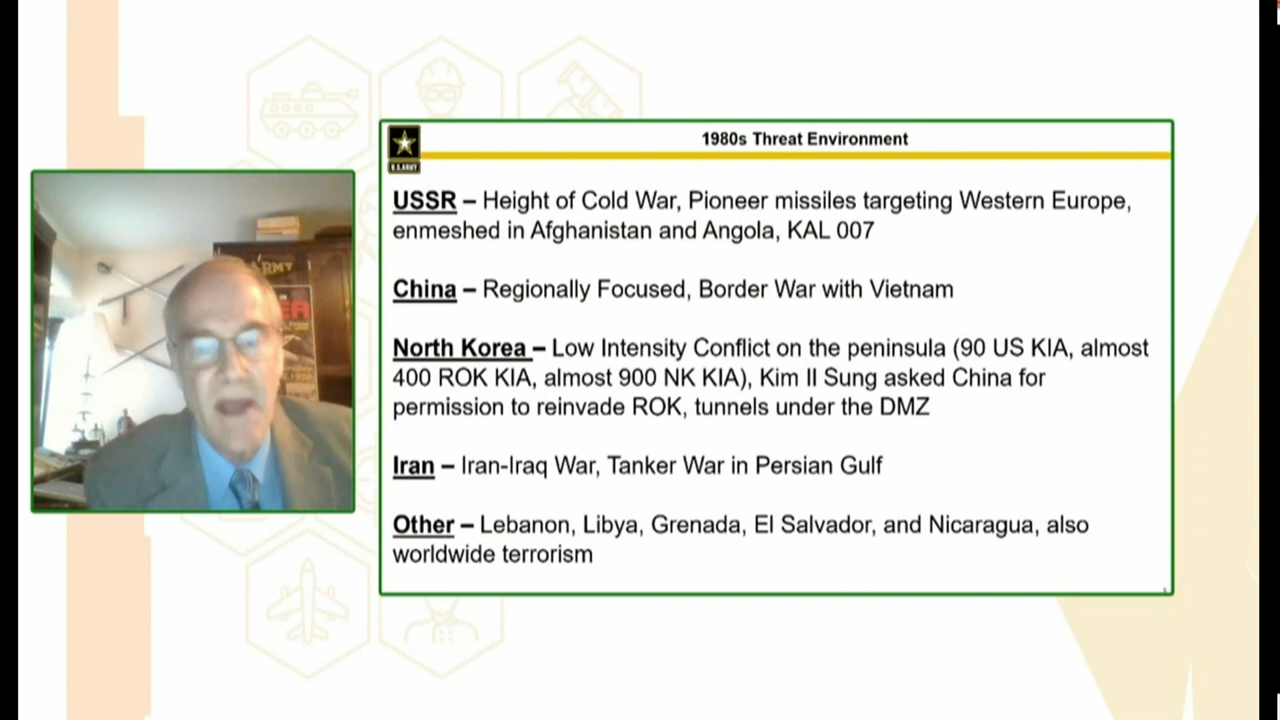 1980s Threat Environment
U.S. ARMY
USSR – Height of Cold War, Pioneer missiles targeting Western Europe,
enmeshed in Afghanistan and Angola, KAL 007
China – Regionally Focused, Border War with Vietnam
North Korea – Low Intensity Conflict on the peninsula (90 US KIA, almost
400 ROK KIA, almost 900 NK KIA), Kim Il Sung asked China for
permission to reinvade ROK, tunnels under the DMZ
Iran – Iran-Iraq War, Tanker War in Persian Gulf
Other – Lebanon, Libya, Grenada, El Salvador, and Nicaragua, also
worldwide terrorism
ARMY